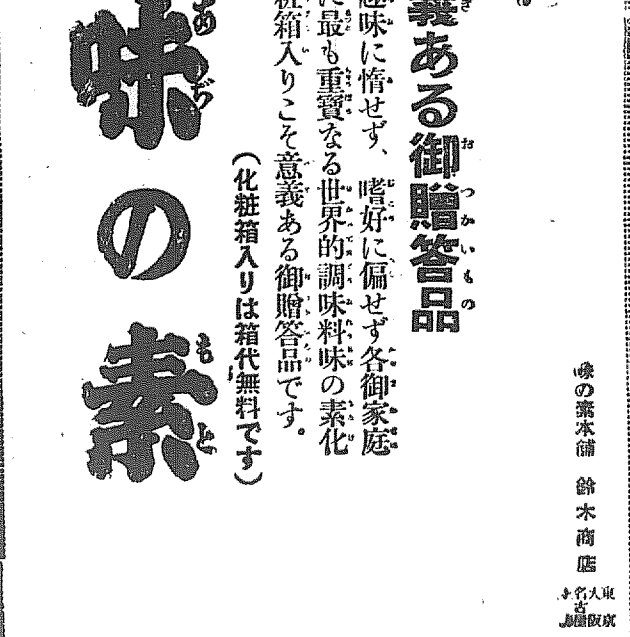 義ある御贈答品
趣味に惰せず、嗜好に偏せず各御家庭
に最も重寶なる世界的調味料味の素化
粧箱入りこそ意義ある御贈答品です。
(化粧箱入りは箱代無料です)
味の素
味の素本舗 鈴木商店
東京
大阪
名古屋